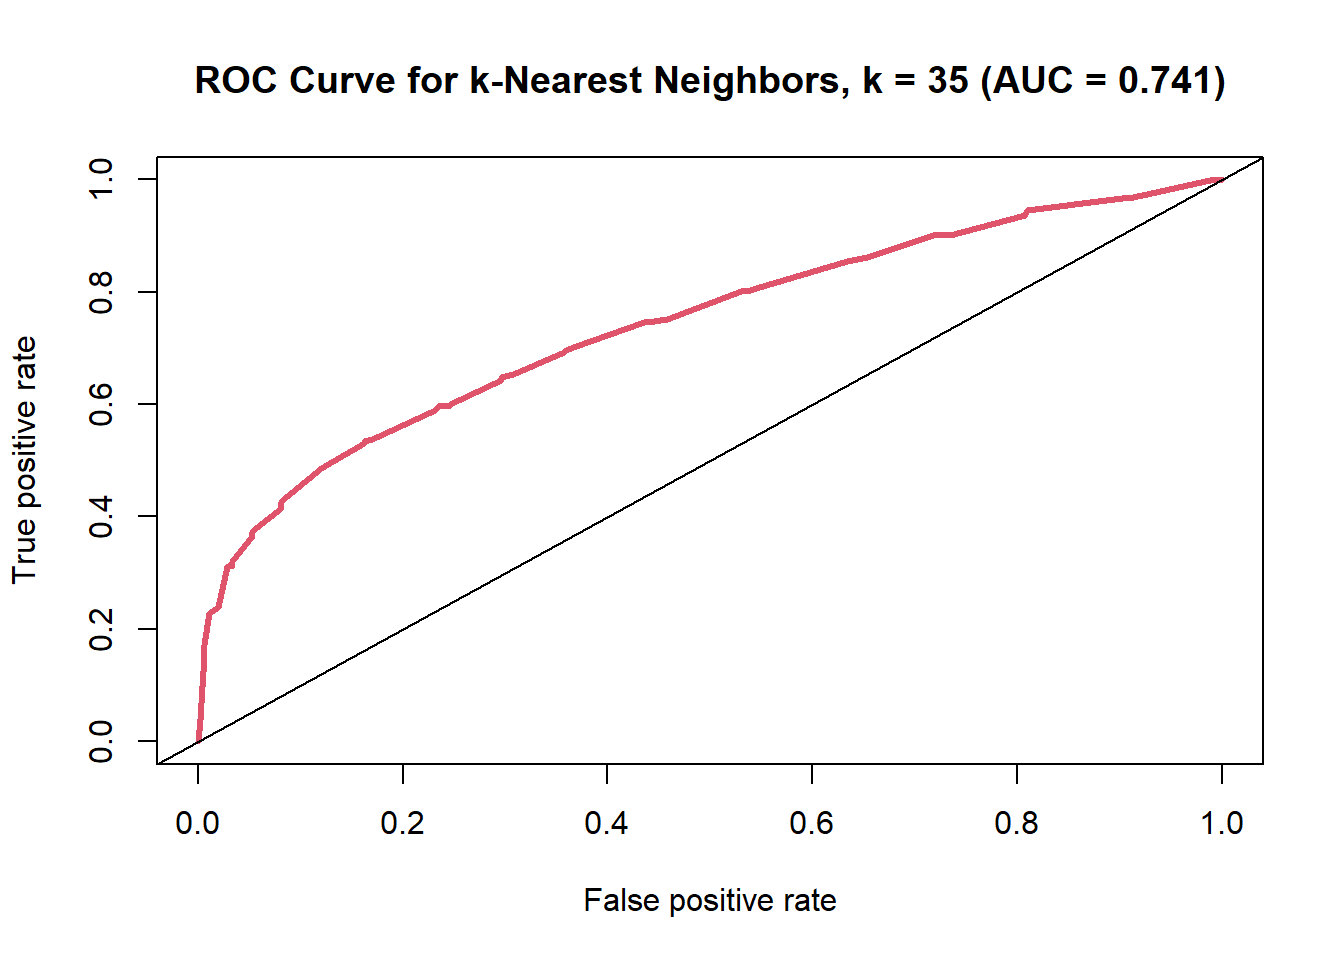 ROC Curve for k-Nearest Neighbors, k = 35 (AUC = 0.741)
True positive rate
1.0
0.8
0.6
0.4
0.2
0.0
0.0 0.2 0.4 0.6 0.8 1.0
False positive rate